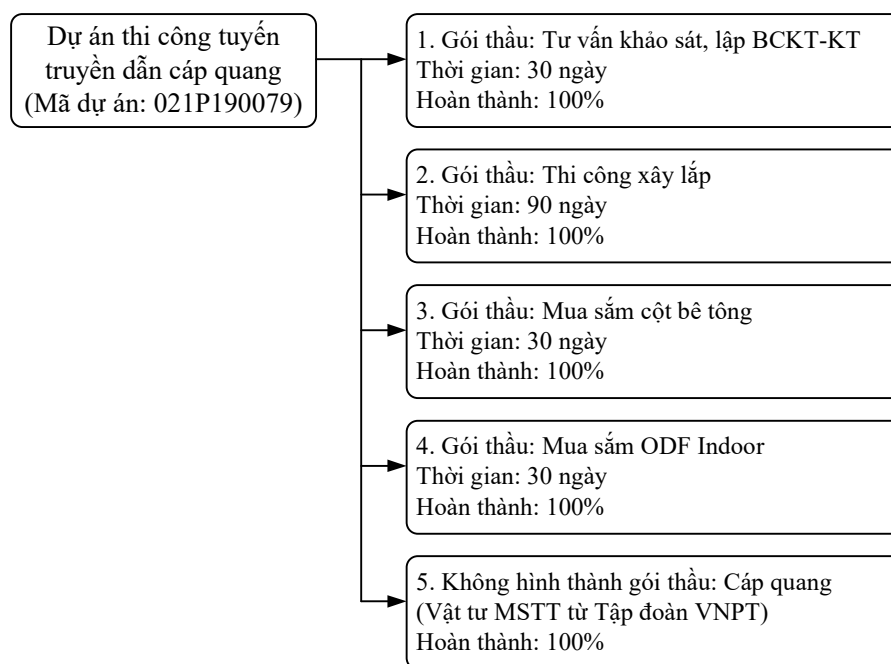 Dự án thi công tuyến
truyền dẫn cáp quang
(Mã dự án: 021P190079)
1. Gói thầu: Tư vấn khảo sát, lập BCKT-KT
Thời gian: 30 ngày
Hoàn thành: 100%
2. Gói thầu: Thi công xây lắp
Thời gian: 90 ngày
Hoàn thành: 100%
3. Gói thầu: Mua sắm cột bê tông
Thời gian: 30 ngày
Hoàn thành: 100%
4. Gói thầu: Mua sắm ODF Indoor
Thời gian: 30 ngày
Hoàn thành: 100%
5. Không hình thành gói thầu: Cáp quang
(Vật tư MSTT từ Tập đoàn VNPT)
Hoàn thành: 100%